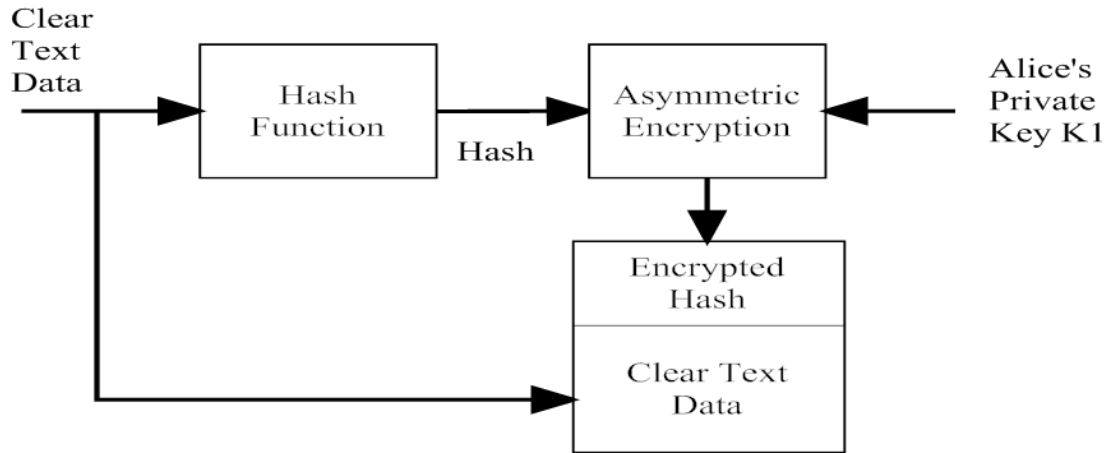 Clear
Text
Data
Hash
Function
Hash
Asymmetric
Encryption
Alice's
Private
Key K1
Encrypted
Hash
Clear Text
Data